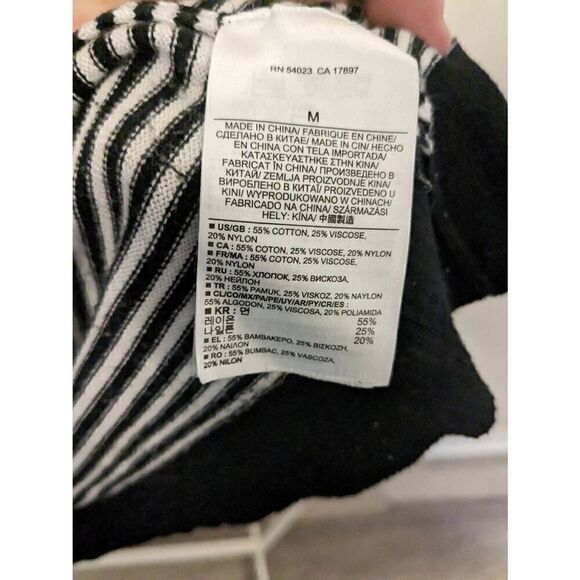 RN 54023 CA 17897
M
MADE IN CHINA/ FABRIQUE EN CHINE/
СДЕЛАНО В КИТАЕ/ MADE IN CIN/ HECHO
EN CHINA CON TELA IMPORTADA/
ΚΑΤΑΣΚΕΥΑΣΤΗΚΕ ΣΤΗΝ ΚΙΝΑ/
FABRICAT ÎN CHINA/ ПРОИЗВЕДЕНО В
КИТАЙ/ ZEMLJA PROIZVODNJE KINA/
ВИРОБЛЕНО В КИТАЇ/ PROIZVEDENO U
KINI/ WYPRODUKOWANO W CHINACH/
FABRICADO NA CHINA/ SZÁRMAZÁSI
HELY: KÍNA/ 中國製造
■ US/GB : 55% COTTON, 25% VISCOSE,
20% NYLON
■ CA : 55% COTON, 25% VISCOSE, 20% NYLON
■ FR/MA : 55% COTON, 25% VISCOSE,
20% NYLON
■ RU : 55% ХЛОПОК, 25% ВИСКОЗА,
20% НЕЙЛОН
■ TR : 55% PAMUK, 25% VISKOZ, 20% NAYLON
■ CL/CO/MX/PA/PE/UY/AR/PY/CR/ES :
55% ALGODON, 25% VISCOSA, 20% POLIAMIDA
■ KR : 면 55%
레이온 25%
나일론 20%
■ EL : 55% ΒΑΜΒΑΚΕΡΟ, 25% ΒΙΣΚΟΖΗ,
20% ΝΑΙΛΟΝ
■ RO : 55% BUMBAC, 25% VASCOZA,
20% NILON